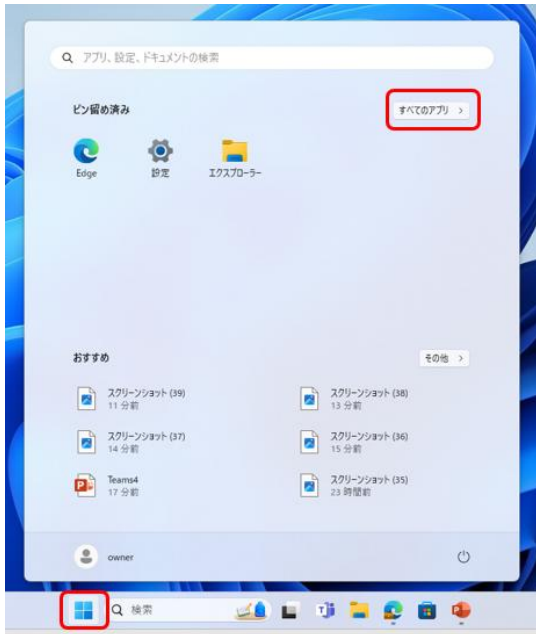 アプリ、設定、ドキュメントの検索
ピン留め済み
すべてのアプリ >
Edge
設定
エクスプローラー
おすすめ
その他 >
スクリーンショット (39)
11 分前
スクリーンショット (38)
13 分前
スクリーンショット (37)
14 分前
スクリーンショット (36)
15 分前
Teams4
17 分前
スクリーンショット (35)
23 時間前
owner
検索